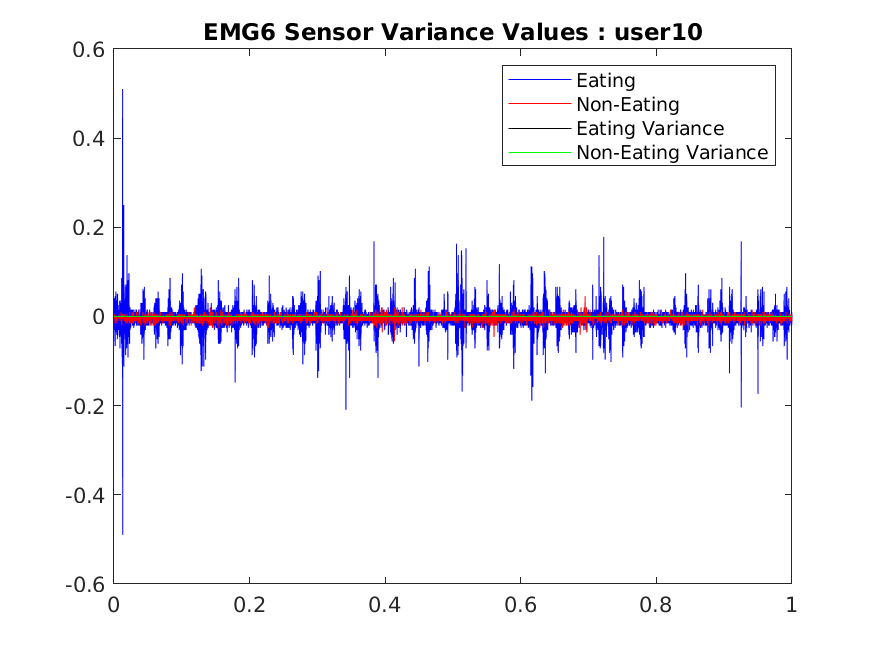 EMG6 Sensor Variance Values : user10
Eating
Non-Eating
Eating Variance
Non-Eating Variance
0.6
0.4
0.2
0
-0.2
-0.4
-0.6
0 0.2 0.4 0.6 0.8 1